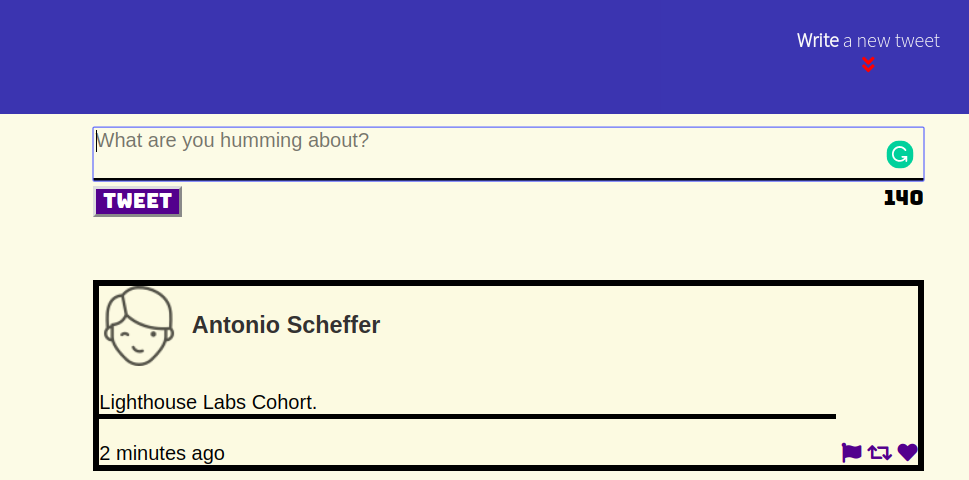 Write a new tweet
What are you humming about?
TWEET
140
Antonio Scheffer
Lighthouse Labs Cohort.
2 minutes ago